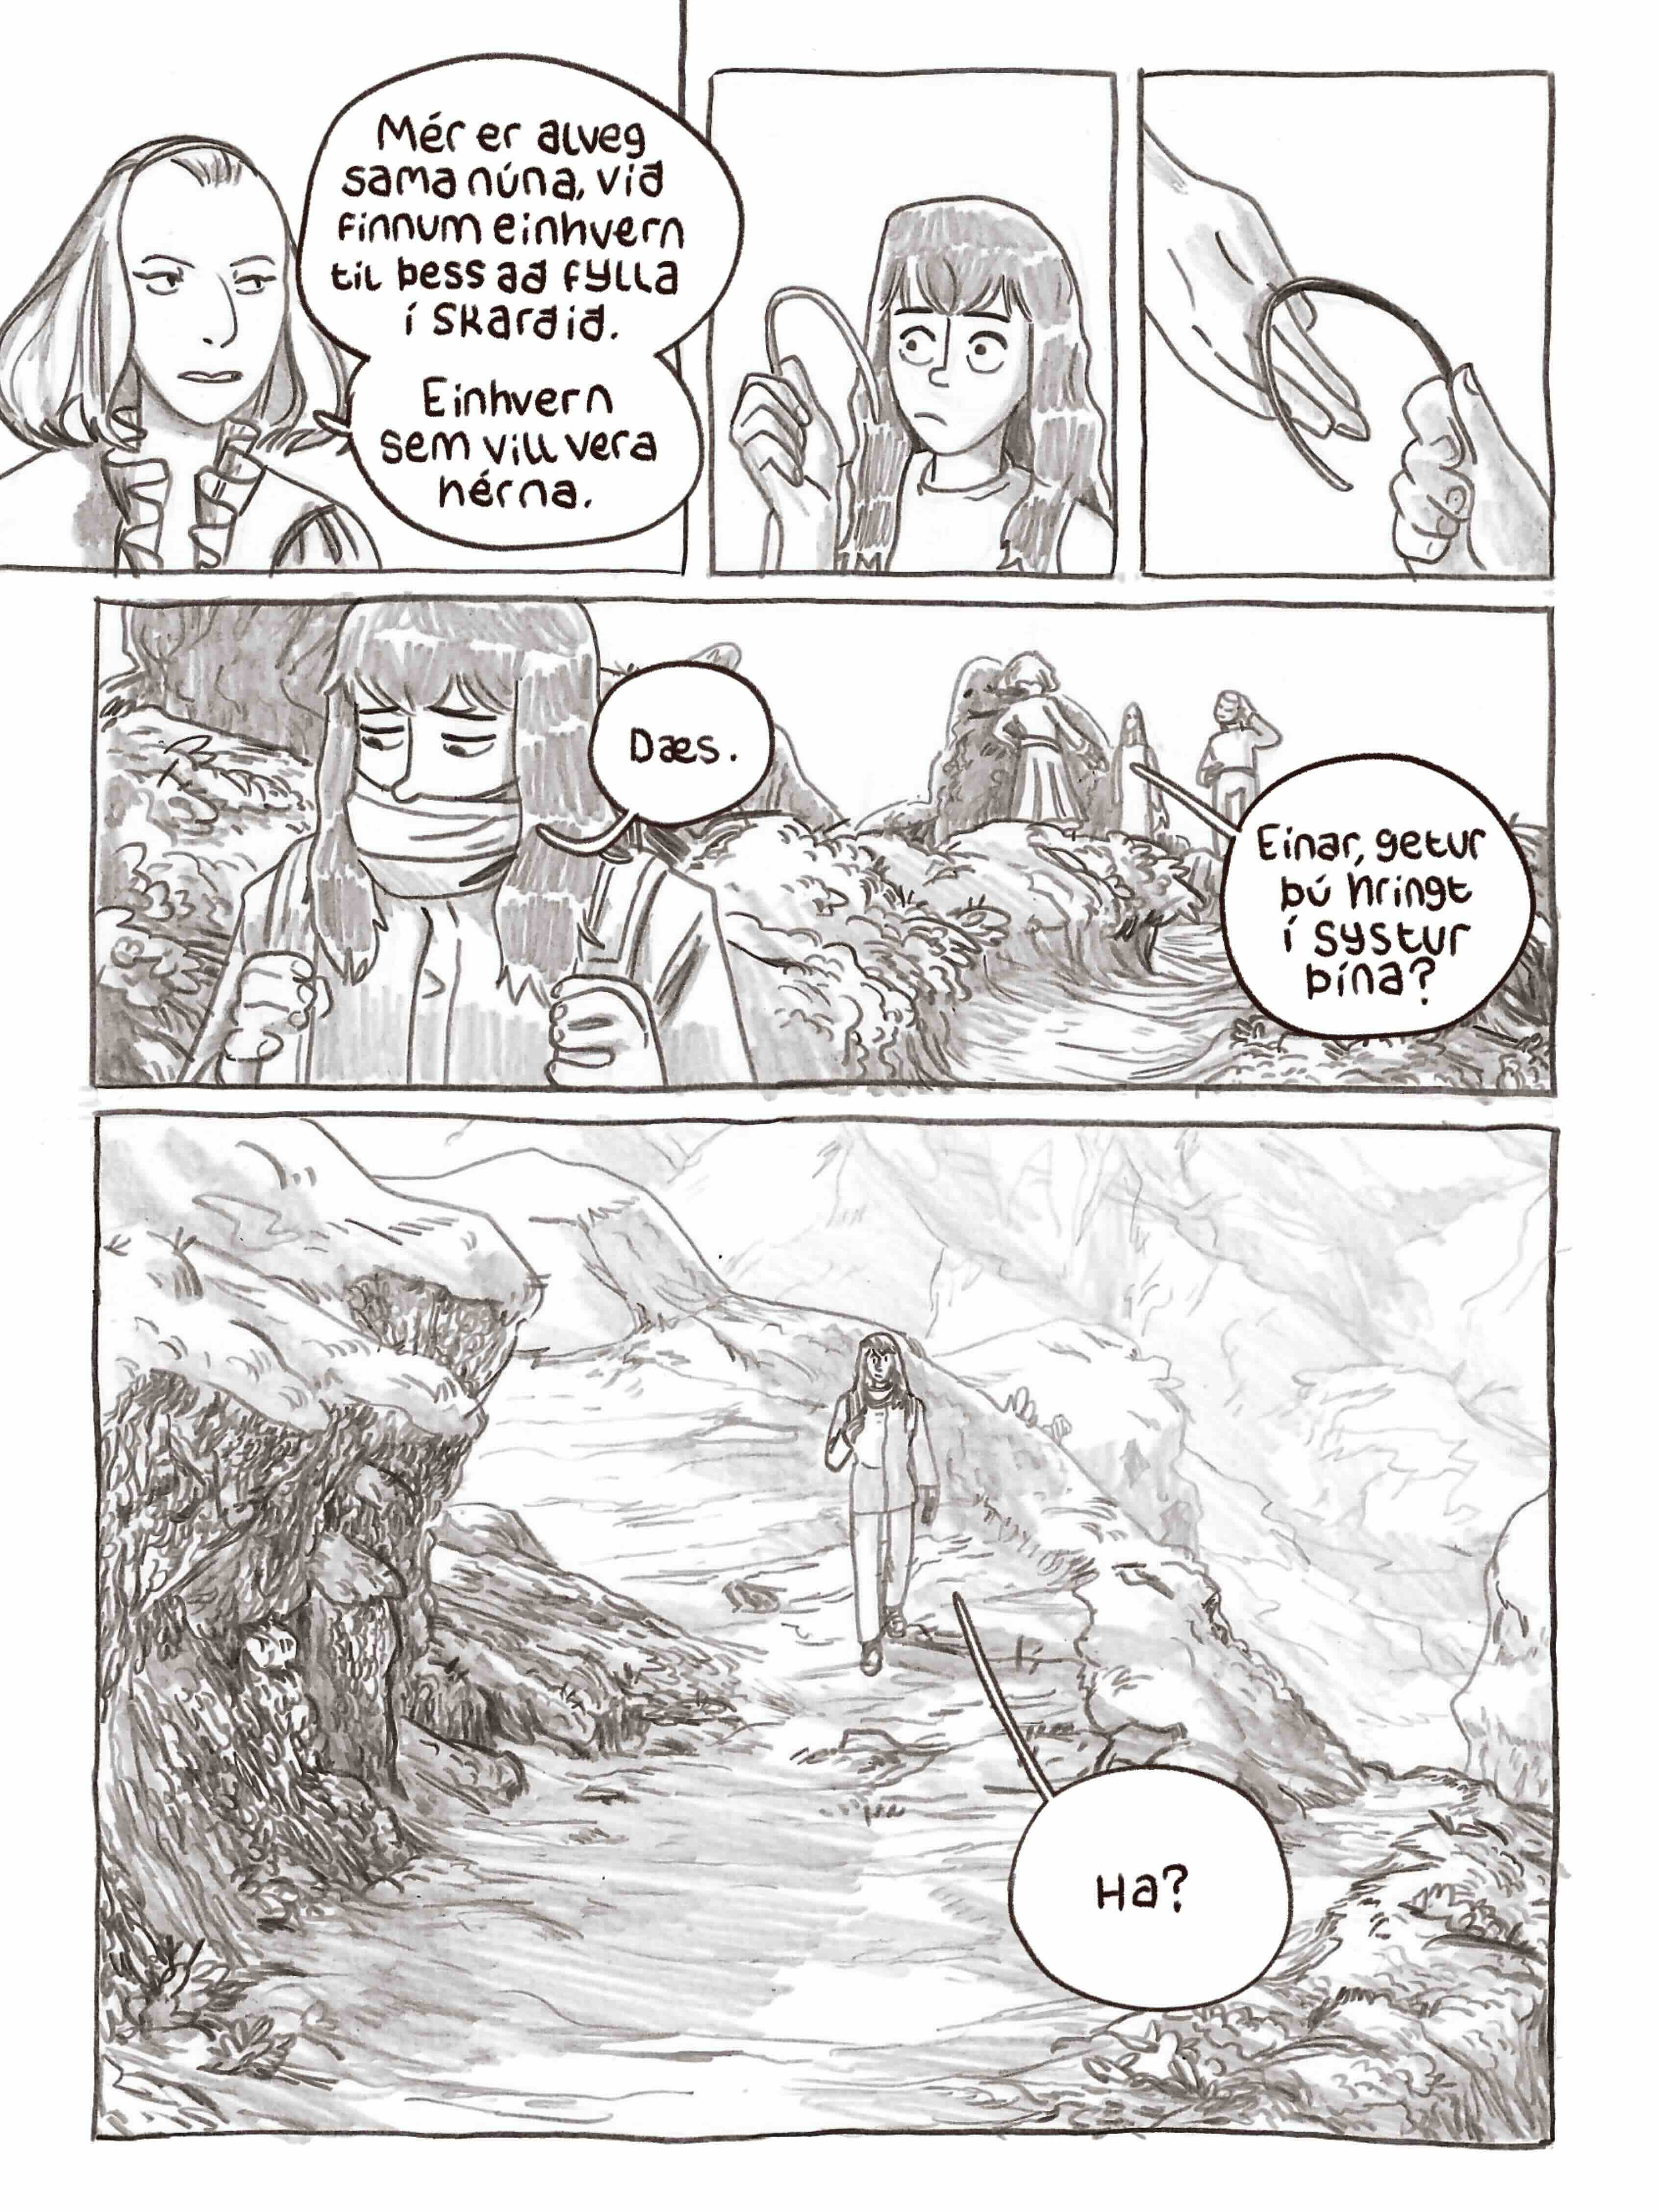 Mér er alveg
sama núna, við
finnum einhvern
til þess að fylla
í skarðið.
Einhvern
sem vill vera
hérna.
Dæs.
Einar, getur
þú hringt
í systur
þína?
Ha?